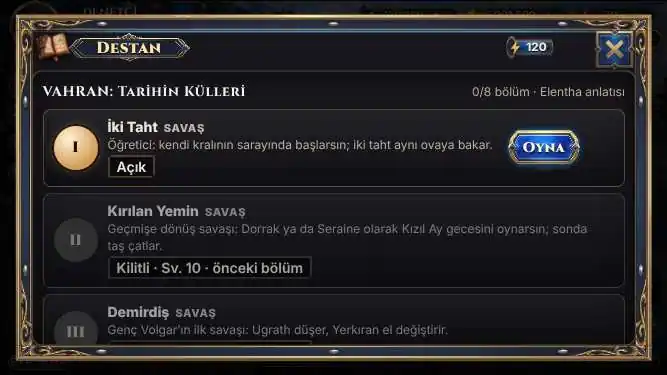 DESTAN
120
VAHRAN: TARİHİN KÜLLERİ
0/8 bölüm · Elentha anlatısı
I
İki Taht SAVAŞ
Öğretici: kendi kralının sarayında başlarsın; iki taht aynı ovaya bakar.
Açık
OYNA
II
Kırılan Yemin SAVAŞ
Geçmişe dönüş savaşı: Dorrak ya da Seraine olarak Kızıl Ay gecesini oynarsın; sonda
taş çatlar.
Kilitli · Sv. 10 · önceki bölüm
III
Demirdiş SAVAŞ
Genç Volgar'ın ilk savaşı: Ugrath düşer, Yerkıran el değiştirir.